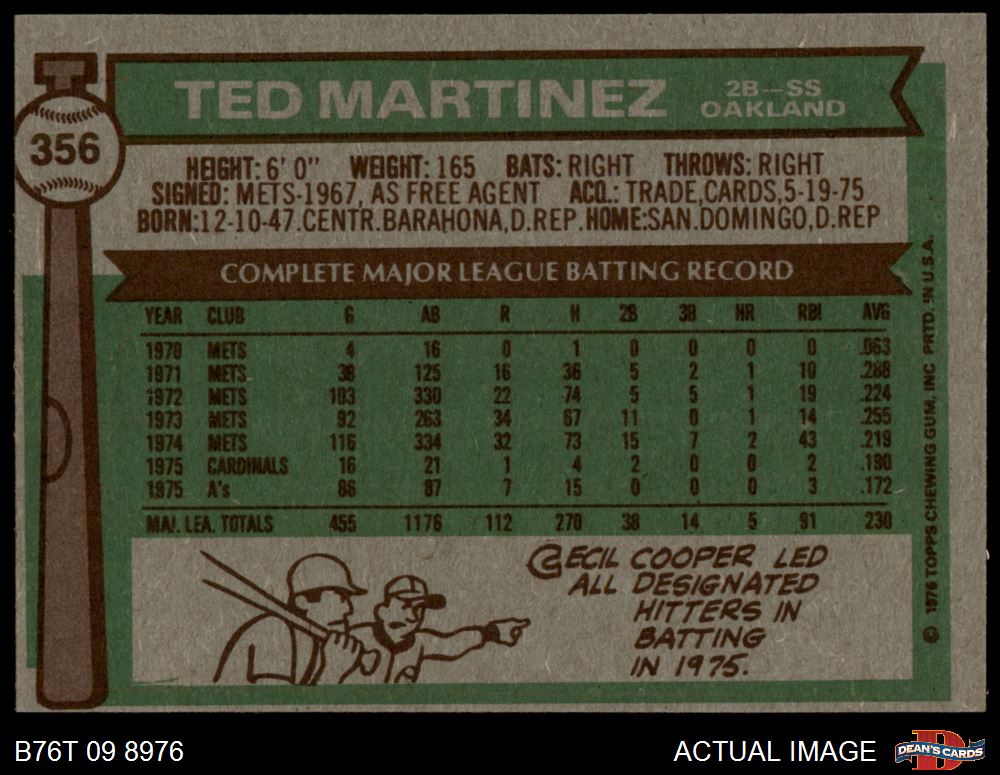 TED MARTINEZ
2B—SS
OAKLAND
356
HEIGHT: 6' 0" WEIGHT: 165 BATS: RIGHT THROWS: RIGHT
SIGNED: METS-1967, AS FREE AGENT ACQ.: TRADE,CARDS,5-19-75
BORN:12-10-47.CENTR.BARAHONA,D.REP.HOME:SAN.DOMINGO,D.REP
COMPLETE MAJOR LEAGUE BATTING RECORD
YEAR CLUB G AB R H 2B 3B HR RBI AVG
1970 METS 4 16 0 1 0 0 0 0 .063
1971 METS 38 125 16 36 5 2 1 10 .288
1972 METS 103 330 22 74 5 5 1 19 .224
1973 METS 92 263 34 67 11 0 1 14 .255
1974 METS 116 334 32 73 15 7 2 43 .219
1975 CARDINALS 16 21 1 4 2 0 0 2 .190
1975 A's 86 87 7 15 0 0 0 3 .172
MAJ. LEA. TOTALS 455 1176 112 270 38 14 5 91 230
CECIL COOPER LED
ALL DESIGNATED
HITTERS IN
BATTING
IN 1975.
© 1976 TOPPS CHEWING GUM, INC PRTD. IN U.S.A.
B76T 09 8976
ACTUAL IMAGE
DEAN'S CARDS